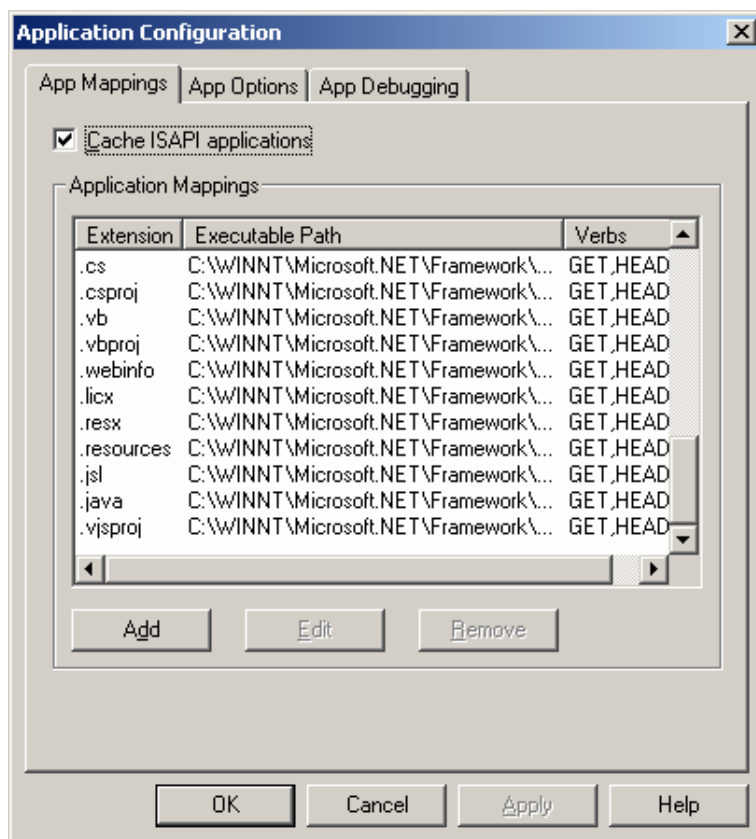 Application Configuration
App Mappings App Options App Debugging
Cache ISAPI applications
Application Mappings
Extension Executable Path Verbs
.cs C:\WINNT\Microsoft.NET\Framework\... GET,HEAD
.csproj C:\WINNT\Microsoft.NET\Framework\... GET,HEAD
.vb C:\WINNT\Microsoft.NET\Framework\... GET,HEAD
.vbproj C:\WINNT\Microsoft.NET\Framework\... GET,HEAD
.webinfo C:\WINNT\Microsoft.NET\Framework\... GET,HEAD
.licx C:\WINNT\Microsoft.NET\Framework\... GET,HEAD
.resx C:\WINNT\Microsoft.NET\Framework\... GET,HEAD
.resources C:\WINNT\Microsoft.NET\Framework\... GET,HEAD
.jsl C:\WINNT\Microsoft.NET\Framework\... GET,HEAD
.java C:\WINNT\Microsoft.NET\Framework\... GET,HEAD
.vjsproj C:\WINNT\Microsoft.NET\Framework\... GET,HEAD
Add Edit Remove
OK Cancel Apply Help